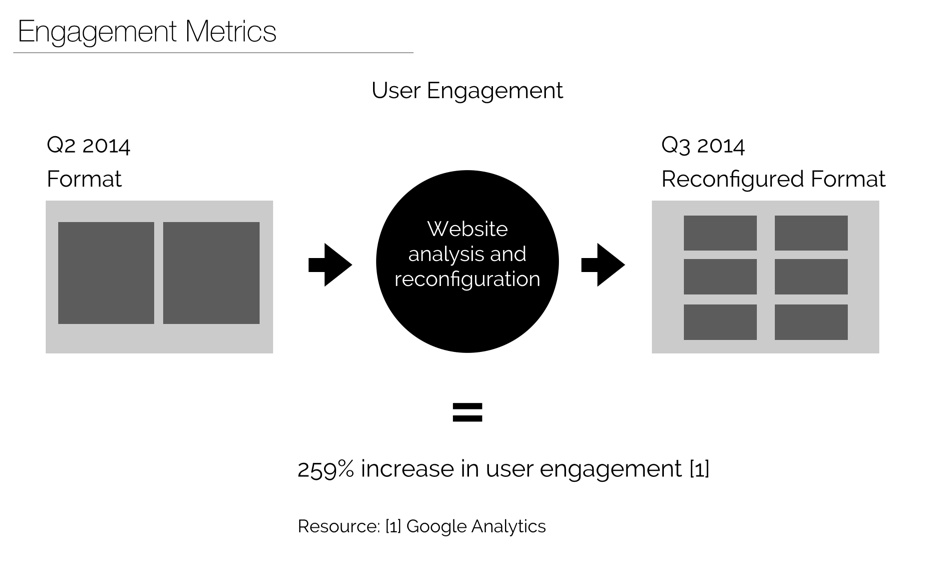 Engagement Metrics
User Engagement
Q2 2014
Format
Website
analysis and
reconfiguration
Q3 2014
Reconfigured Format
=
259% increase in user engagement [1]
Resource: [1] Google Analytics